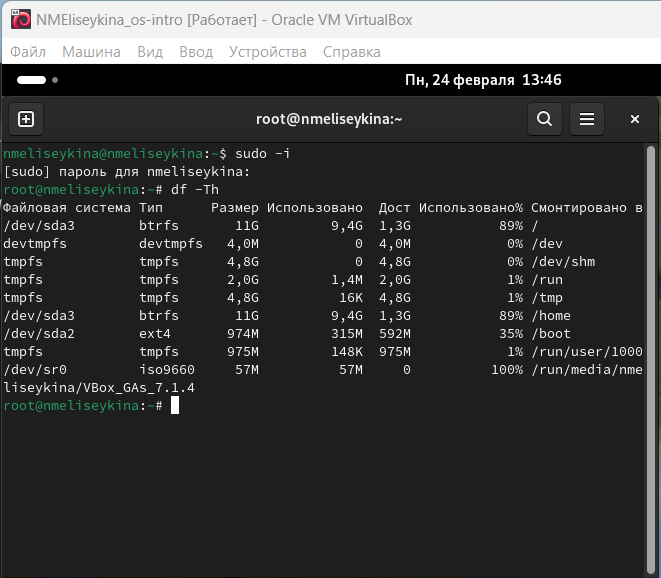 NMEliseykina_os-intro [Работает] - Oracle VM VirtualBox
Файл Машина Вид Ввод Устройства Справка
Пн, 24 февраля 13:46
root@nmeliseykina:~
nmeliseykina@nmeliseykina:~$ sudo -i
[sudo] пароль для nmeliseykina:
root@nmeliseykina:~# df -Th
Файловая система Тип Размер Использовано Дост Использовано% Смонтировано в
/dev/sda3 btrfs 11G 9,4G 1,3G 89% /
devtmpfs devtmpfs 4,0M 0 4,0M 0% /dev
tmpfs tmpfs 4,8G 0 4,8G 0% /dev/shm
tmpfs tmpfs 2,0G 1,4M 2,0G 1% /run
tmpfs tmpfs 4,8G 16K 4,8G 1% /tmp
/dev/sda3 btrfs 11G 9,4G 1,3G 89% /home
/dev/sda2 ext4 974M 315M 592M 35% /boot
tmpfs tmpfs 975M 148K 975M 1% /run/user/1000
/dev/sr0 iso9660 57M 57M 0 100% /run/media/nme
liseykina/VBox_GAs_7.1.4
root@nmeliseykina:~#